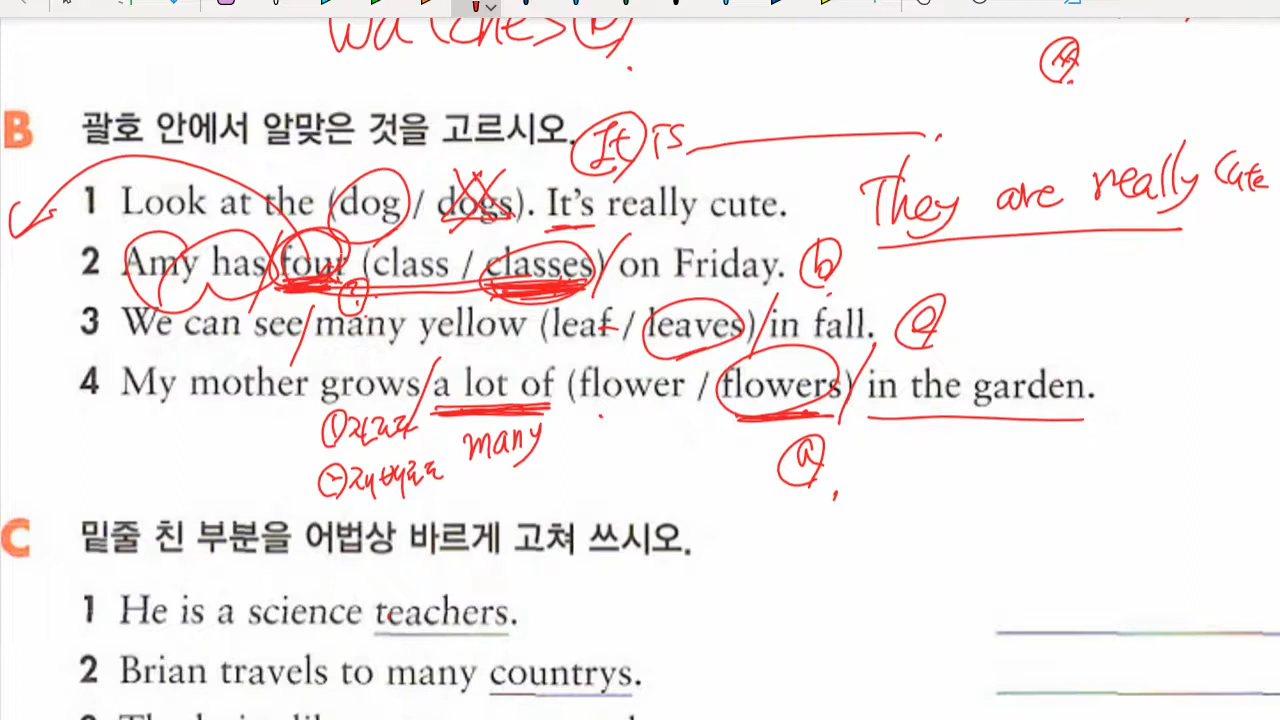 watches
B 괄호 안에서 알맞은 것을 고르시오.
It is
They are really cute
1 Look at the (dog / dogs). It's really cute.
2 Amy has four (class / classes) on Friday. b
3 We can see many yellow (leaf / leaves) in fall.
4 My mother grows a lot of (flower / flowers) in the garden.
many
C 밑줄 친 부분을 어법상 바르게 고쳐 쓰시오.
1 He is a science teachers.
2 Brian travels to many countrys.